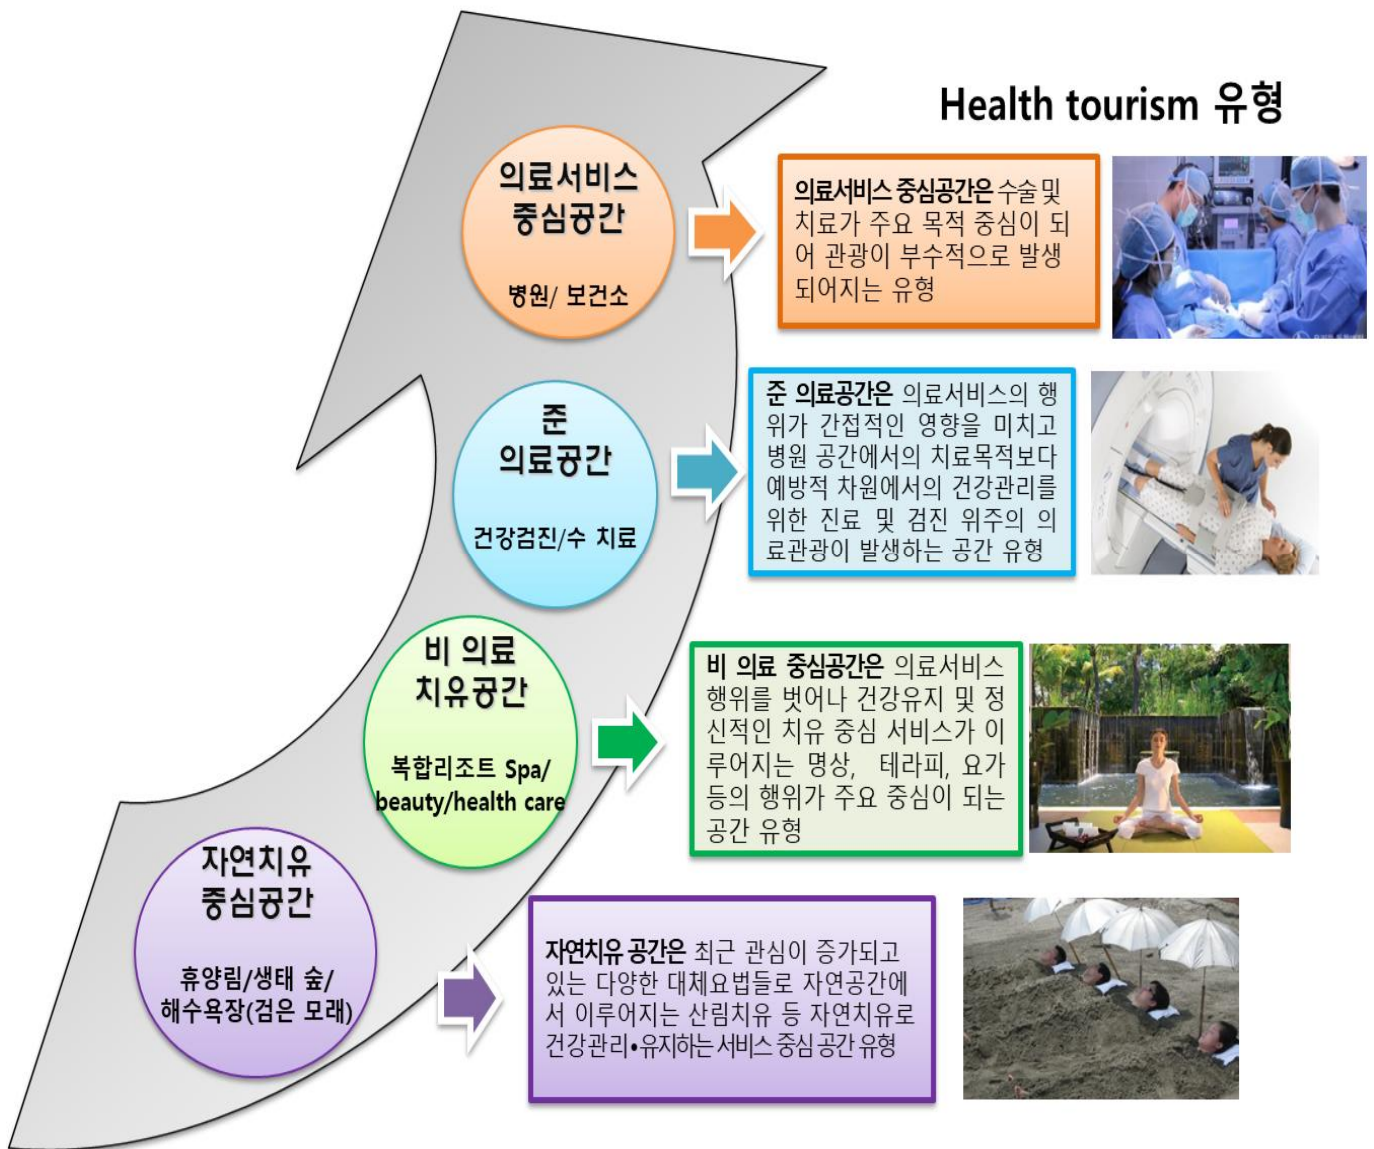 Health tourism 유형
의료서비스
중심공간
병원/ 보건소
의료서비스 중심공간은 수술 및
치료가 주요 목적 중심이 되
어 관광이 부수적으로 발생
되어지는 유형
준
의료공간
건강검진/수 치료
준 의료공간은 의료서비스의 행
위가 간접적인 영향을 미치고
병원 공간에서의 치료목적보다
예방적 차원에서의 건강관리를
위한 진료 및 검진 위주의 의
료관광이 발생하는 공간 유형
비 의료
치유공간
복합리조트 Spa/
beauty/health care
비 의료 중심공간은 의료서비스
행위를 벗어나 건강유지 및 정
신적인 치유 중심 서비스가 이
루어지는 명상, 테라피, 요가
등의 행위가 주요 중심이 되는
공간 유형
자연치유
중심공간
휴양림/생태 숲/
해수욕장(검은 모래)
자연치유 공간은 최근 관심이 증가되고
있는 다양한 대체요법들로 자연공간에
서 이루어지는 산림치유 등 자연치유로
건강관리•유지하는 서비스 중심 공간 유형